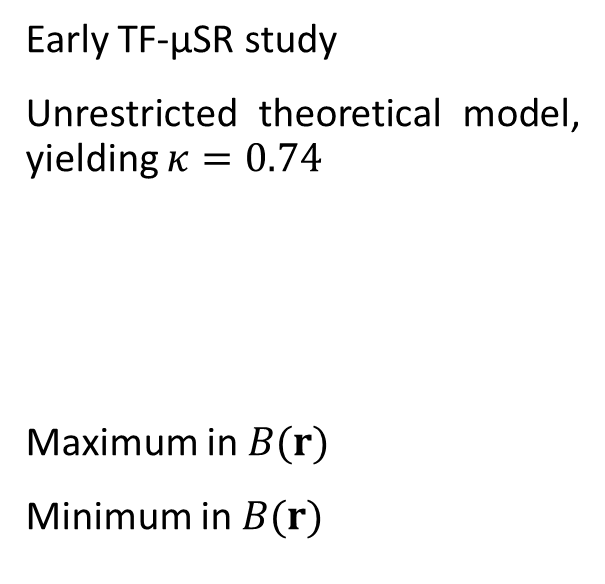 Early TF-μSR study
Unrestricted theoretical model,
yielding κ = 0.74
Maximum in B(r)
Minimum in B(r)